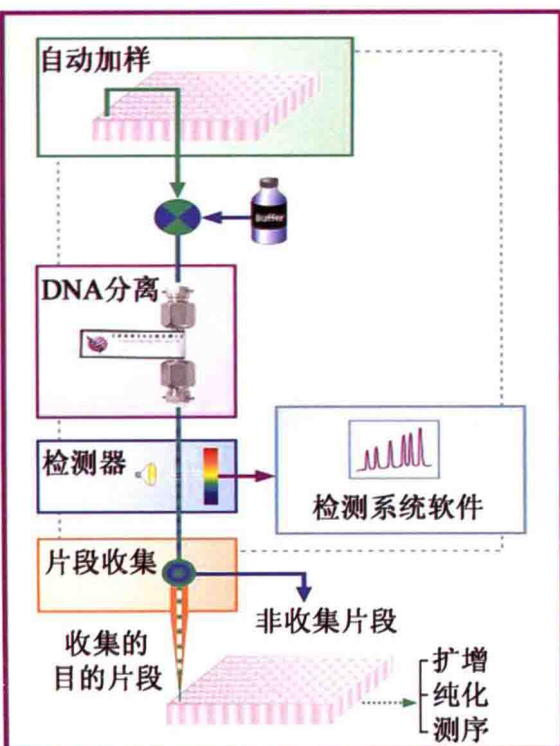 自动加样
Buffer
DNA分离
检测器
检测系统软件
片段收集
非收集片段
收集的
目的片段
扩增
纯化
测序